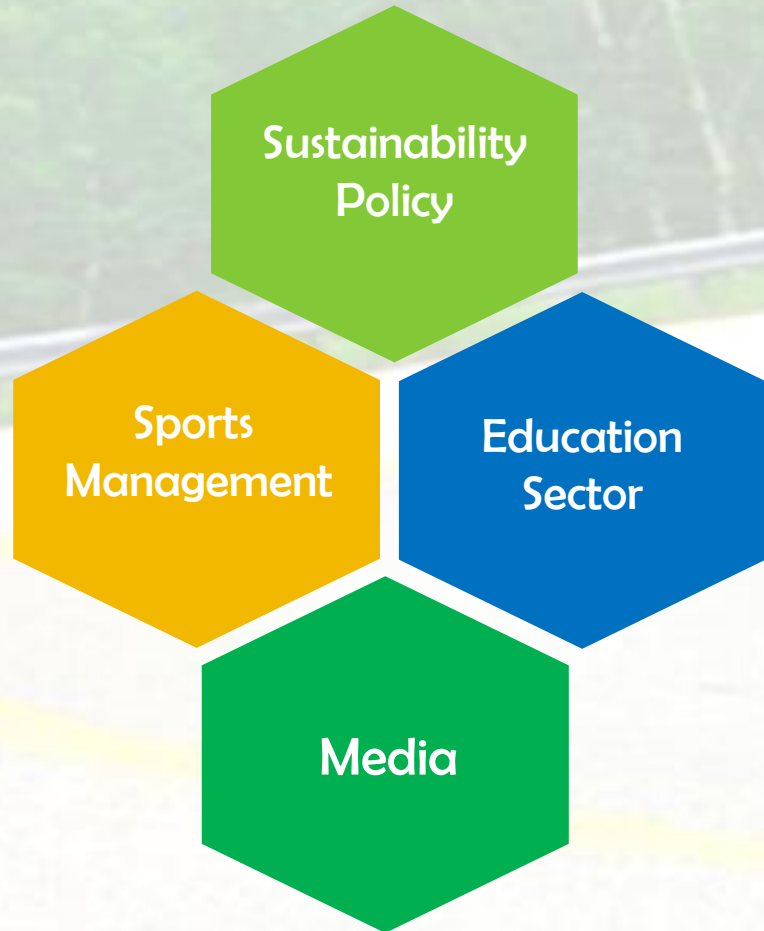 Sustainability
Policy
Sports
Management
Education
Sector
Media